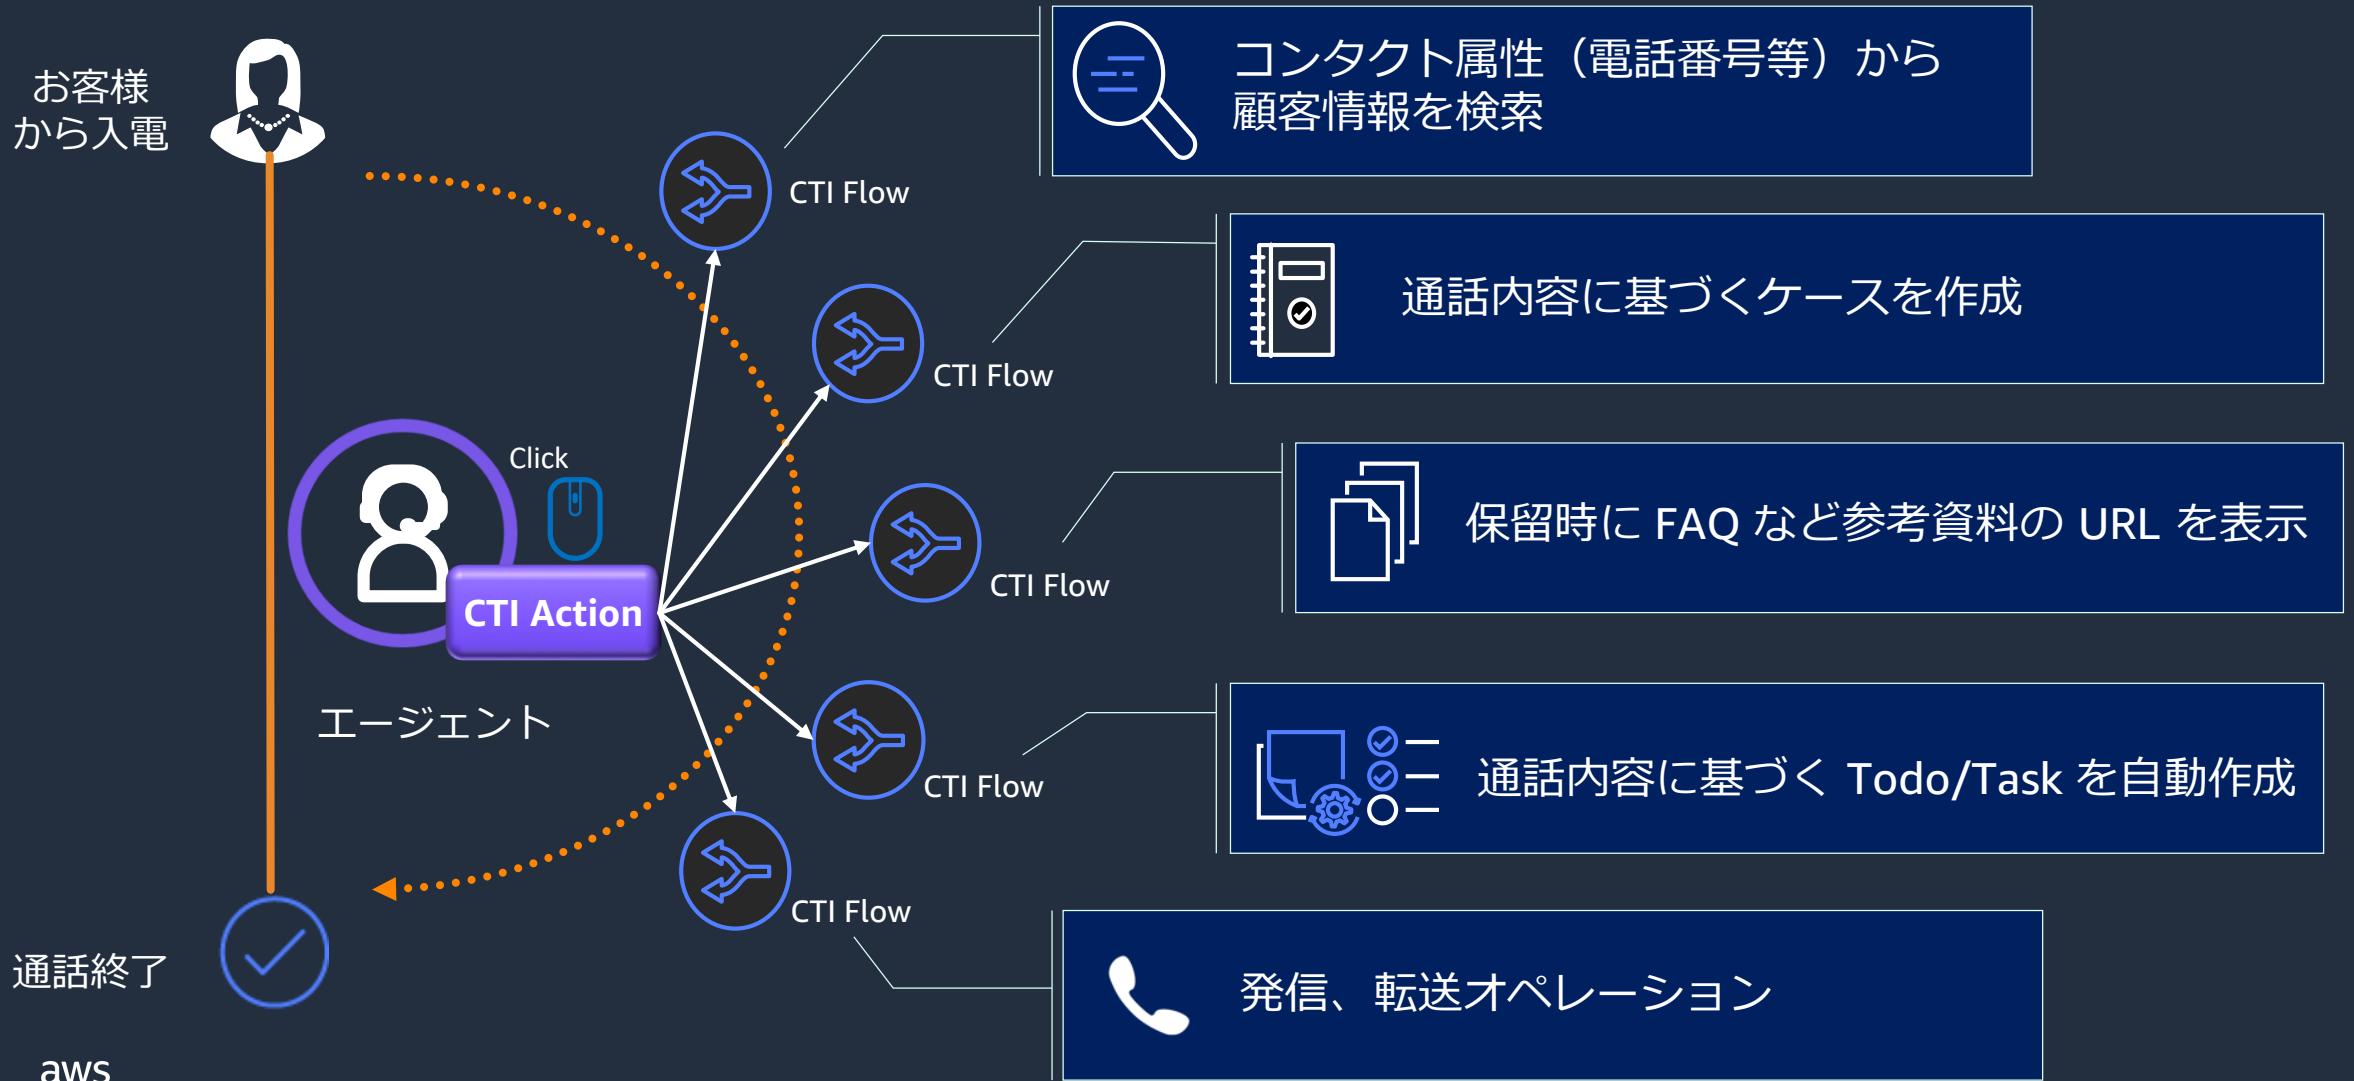 お客様
から入電
コンタクト属性（電話番号等）から
顧客情報を検索
CTI Flow
通話内容に基づくケースを作成
CTI Flow
Click
保留時に FAQ など参考資料の URL を表示
CTI Flow
CTI Action
エージェント
通話内容に基づく Todo/Task を自動作成
CTI Flow
CTI Flow
発信、転送オペレーション
通話終了
aws